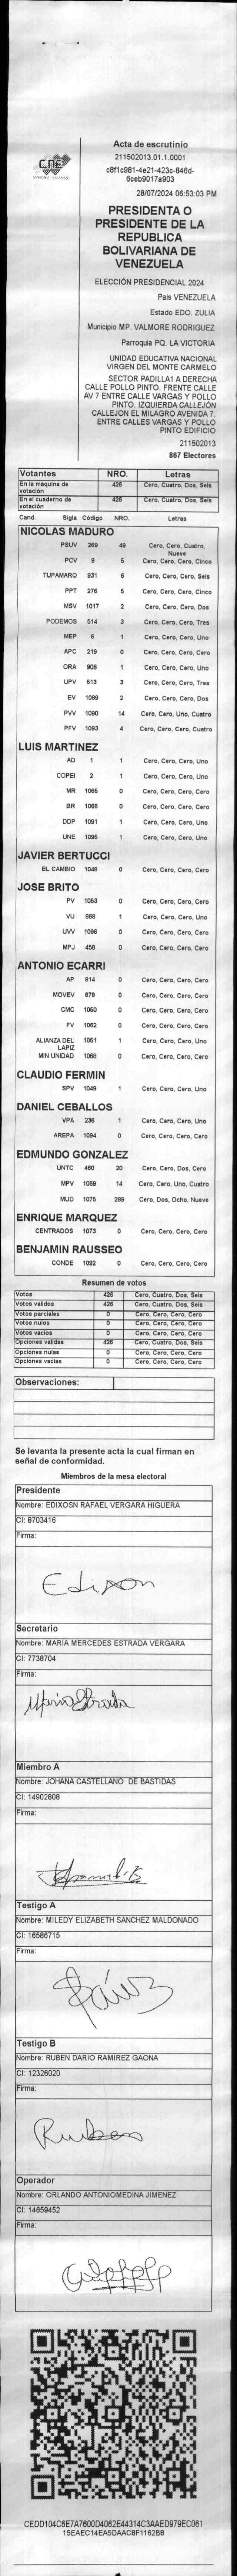 CNE
Acta de escrutinio
211502013.01.1.0001
c8f1c981-4e21-423c-846d-
6ceb9017a903
28/07/2024 06:53:03 PM
PRESIDENTA O
PRESIDENTE DE LA
REPUBLICA
BOLIVARIANA DE
VENEZUELA
ELECCIÓN PRESIDENCIAL 2024
Pais VENEZUELA
Estado EDO. ZULIA
Municipio MP. VALMORE RODRIGUEZ
Parroquia PQ. LA VICTORIA
UNIDAD EDUCATIVA NACIONAL
VIRGEN DEL MONTE CARMELO
SECTOR PADILLA1 A DERECHA
CALLE POLLO PINTO. FRENTE CALLE
AV 7 ENTRE CALLE VARGAS Y POLLO
PINTO. IZQUIERDA CALLEJÓN
CALLEJON EL MILAGRO AVENIDA 7.
ENTRE CALLES VARGAS Y POLLO
PINTO EDIFICIO
211502013
867 Electores
Votantes NRO. Letras
En la máquina de votación 426 Cero, Cuatro, Dos, Seis
En el cuaderno de votación 426 Cero, Cuatro, Dos, Seis
Cand. Sigla Código NRO. Letras
NICOLAS MADURO
PSUV 269 49 Cero, Cero, Cuatro, Nueve
PCV 9 5 Cero, Cero, Cero, Cinco
TUPAMARO 931 6 Cero, Cero, Cero, Seis
PPT 276 5 Cero, Cero, Cero, Cinco
MSV 1017 2 Cero, Cero, Cero, Dos
PODEMOS 514 3 Cero, Cero, Cero, Tres
MEP 6 1 Cero, Cero, Cero, Uno
APC 219 0 Cero, Cero, Cero, Cero
ORA 906 1 Cero, Cero, Cero, Uno
UPV 613 3 Cero, Cero, Cero, Tres
EV 1089 2 Cero, Cero, Cero, Dos
PVV 1090 14 Cero, Cero, Uno, Cuatro
PFV 1093 4 Cero, Cero, Cero, Cuatro
LUIS MARTINEZ
AD 1 1 Cero, Cero, Cero, Uno
COPEI 2 1 Cero, Cero, Cero, Uno
MR 1065 0 Cero, Cero, Cero, Cero
BR 1066 0 Cero, Cero, Cero, Cero
DDP 1091 1 Cero, Cero, Cero, Uno
UNE 1095 1 Cero, Cero, Cero, Uno
JAVIER BERTUCCI
EL CAMBIO 1048 0 Cero, Cero, Cero, Cero
JOSE BRITO
PV 1053 0 Cero, Cero, Cero, Cero
VU 968 1 Cero, Cero, Cero, Uno
UVV 1096 0 Cero, Cero, Cero, Cero
MPJ 458 0 Cero, Cero, Cero, Cero
ANTONIO ECARRI
AP 814 0 Cero, Cero, Cero, Cero
MOVEV 878 0 Cero, Cero, Cero, Cero
CMC 1050 0 Cero, Cero, Cero, Cero
FV 1062 0 Cero, Cero, Cero, Cero
ALIANZA DEL LAPIZ 1051 1 Cero, Cero, Cero, Uno
MIN UNIDAD 1068 0 Cero, Cero, Cero, Cero
CLAUDIO FERMIN
SPV 1049 1 Cero, Cero, Cero, Uno
DANIEL CEBALLOS
VPA 236 1 Cero, Cero, Cero, Uno
AREPA 1094 0 Cero, Cero, Cero, Cero
EDMUNDO GONZALEZ
UNTC 460 20 Cero, Cero, Dos, Cero
MPV 1069 14 Cero, Cero, Uno, Cuatro
MUD 1075 289 Cero, Dos, Ocho, Nueve
ENRIQUE MARQUEZ
CENTRADOS 1073 0 Cero, Cero, Cero, Cero
BENJAMIN RAUSSEO
CONDE 1092 0 Cero, Cero, Cero, Cero
Resumen de votos
Votos 426 Cero, Cuatro, Dos, Seis
Votos validos 426 Cero, Cuatro, Dos, Seis
Votos parciales 0 Cero, Cero, Cero, Cero
Votos nulos 0 Cero, Cero, Cero, Cero
Votos vacios 0 Cero, Cero, Cero, Cero
Opciones validas 426 Cero, Cuatro, Dos, Seis
Opciones nulas 0 Cero, Cero, Cero, Cero
Opciones vacias 0 Cero, Cero, Cero, Cero
Observaciones:
Se levanta la presente acta la cual firman en
señal de conformidad.
Miembros de la mesa electoral
Presidente
Nombre: EDIXOSN RAFAEL VERGARA HIGUERA
CI: 8703416
Firma:
Edixon
Secretario
Nombre: MARIA MERCEDES ESTRADA VERGARA
CI: 7738704
Firma:
Maria Estrada
Miembro A
Nombre: JOHANA CASTELLANO DE BASTIDAS
CI: 14902808
Firma:
Testigo A
Nombre: MILEDY ELIZABETH SANCHEZ MALDONADO
CI: 16586715
Firma:
Testigo B
Nombre: RUBEN DARIO RAMIREZ GAONA
CI: 12326020
Firma:
Ruben
Operador
Nombre: ORLANDO ANTONIOMEDINA JIMENEZ
CI: 14659452
Firma:
CEDD104C6E7A7600D4062E44314C3AAED979EC061
15EAEC14EA5DAAC8F1162B8